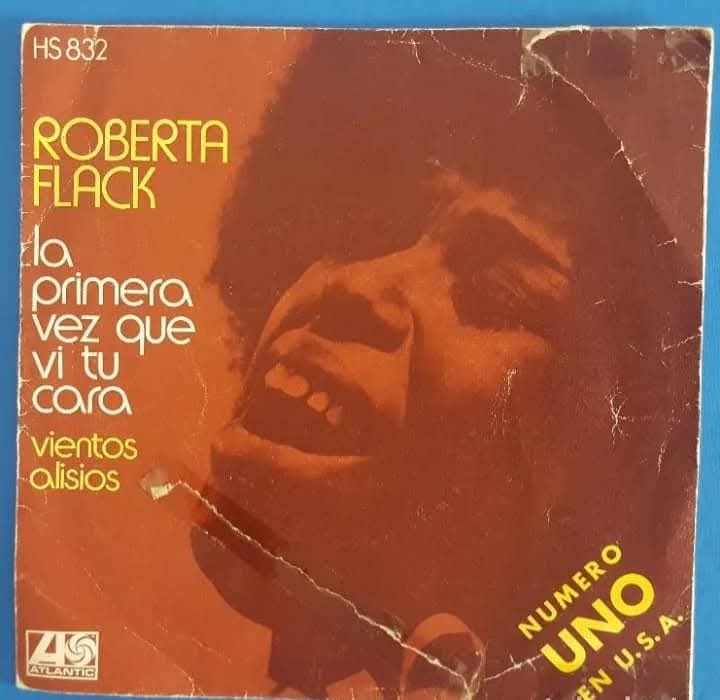 HS 832
ROBERTA
FLACK
la
primera
vez que
vi tu
cara
vientos
alisios
NUMERO
UNO
EN U.S.A.
ATLANTIC